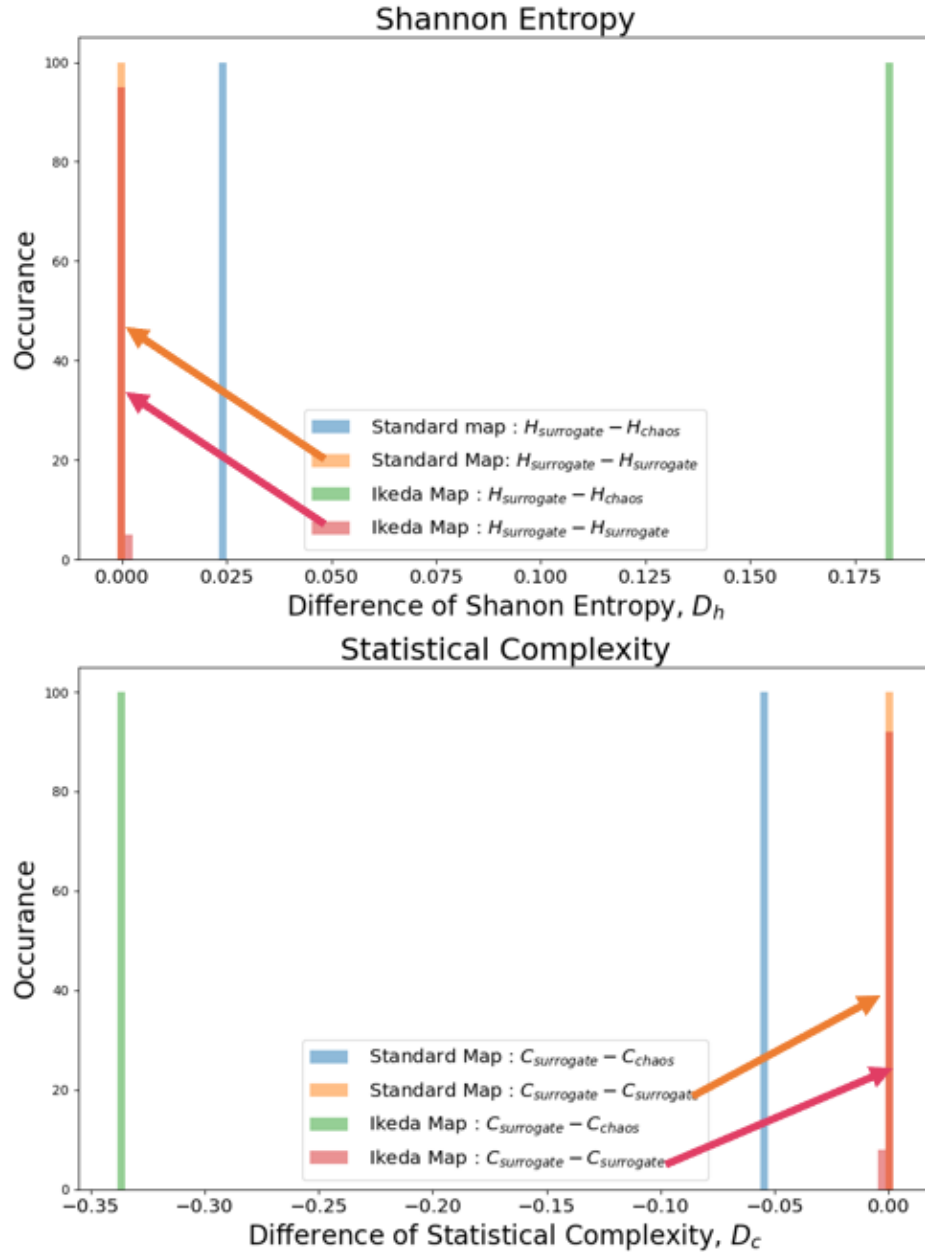 Shannon Entropy
100
80
60
40
20
0
Occurance
Standard map : H_surrogate − H_chaos
Standard Map: H_surrogate − H_surrogate
Ikeda Map : H_surrogate − H_chaos
Ikeda Map : H_surrogate − H_surrogate
0.000 0.025 0.050 0.075 0.100 0.125 0.150 0.175
Difference of Shanon Entropy, D_h
Statistical Complexity
100
80
60
40
20
0
Occurance
Standard Map : C_surrogate − C_chaos
Standard Map : C_surrogate − C_surrogate
Ikeda Map : C_surrogate − C_chaos
Ikeda Map : C_surrogate − C_surrogate
−0.35 −0.30 −0.25 −0.20 −0.15 −0.10 −0.05 0.00
Difference of Statistical Complexity, D_c